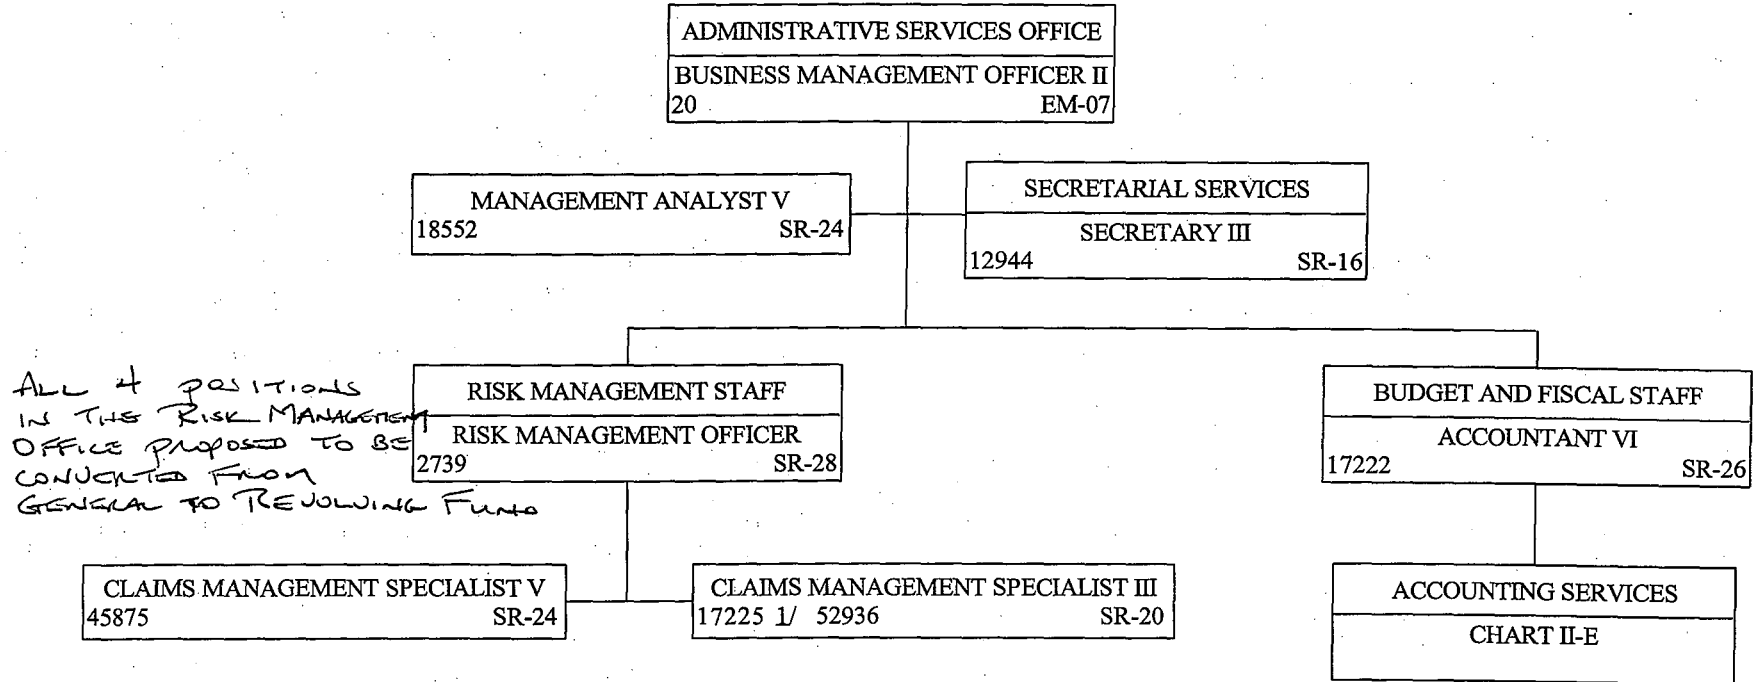 ADMINISTRATIVE SERVICES OFFICE
BUSINESS MANAGEMENT OFFICER II
20 EM-07
MANAGEMENT ANALYST V
18552 SR-24
SECRETARIAL SERVICES
SECRETARY III
12944 SR-16
ALL 4 POSITIONS
IN THE RISK MANAGEMENT
OFFICE PROPOSED TO BE
CONVERTED FROM
GENERAL TO REVOLVING FUND
RISK MANAGEMENT STAFF
RISK MANAGEMENT OFFICER
2739 SR-28
BUDGET AND FISCAL STAFF
ACCOUNTANT VI
17222 SR-26
CLAIMS MANAGEMENT SPECIALIST V
45875 SR-24
CLAIMS MANAGEMENT SPECIALIST III
17225 1/ 52936 SR-20
ACCOUNTING SERVICES
CHART II-E